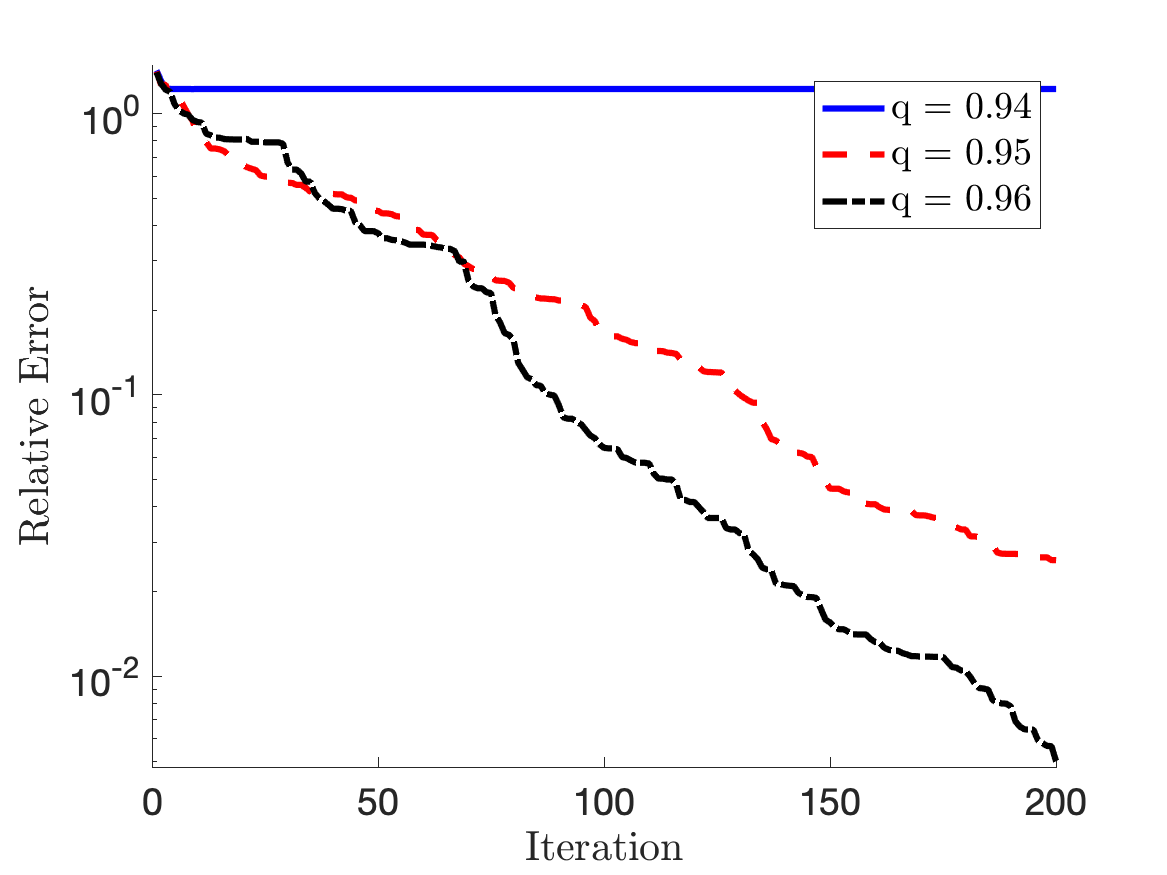 10^0
10^-1
10^-2
Relative Error
q = 0.94
q = 0.95
q = 0.96
0
50
100
150
200
Iteration